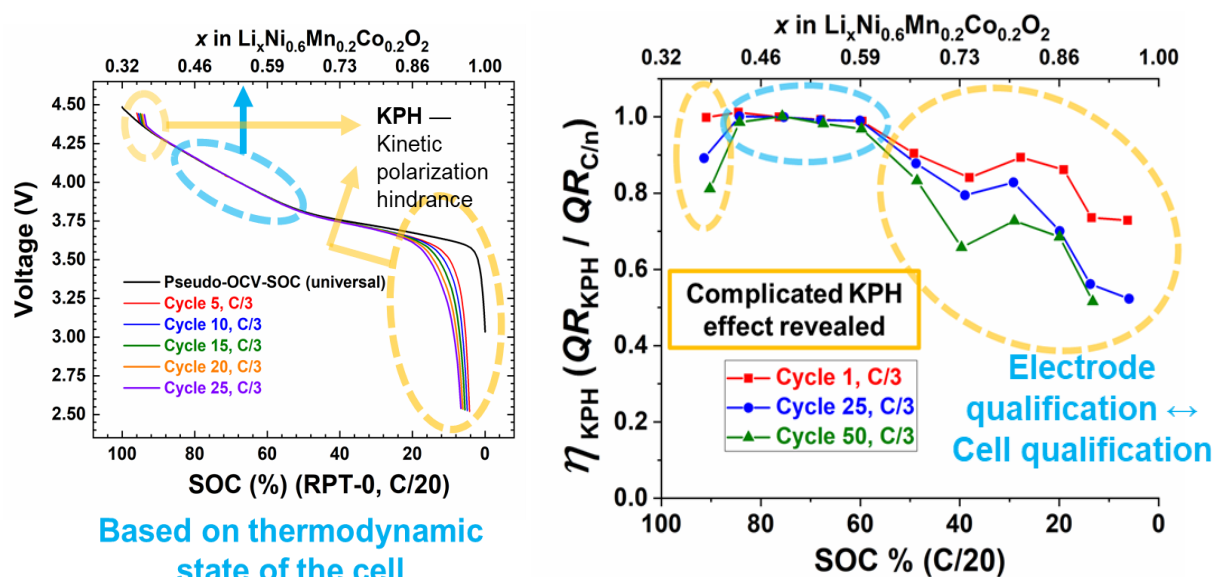 x in LiₓNi₀.₆Mn₀.₂Co₀.₂O₂
0.32 0.46 0.59 0.73 0.86 1.00
4.50
4.25
4.00
3.75
3.50
3.25
3.00
2.75
2.50
Voltage (V)
KPH —
Kinetic
polarization
hindrance
Pseudo-OCV-SOC (universal)
Cycle 5, C/3
Cycle 10, C/3
Cycle 15, C/3
Cycle 20, C/3
Cycle 25, C/3
100 80 60 40 20 0
SOC (%) (RPT-0, C/20)
Based on thermodynamic
state of the cell
x in LiₓNi₀.₆Mn₀.₂Co₀.₂O₂
0.32 0.46 0.59 0.73 0.86 1.00
1.0
0.8
0.6
0.4
0.2
0.0
η KPH (QR KPH / QR C/n)
Complicated KPH
effect revealed
Cycle 1, C/3
Cycle 25, C/3
Cycle 50, C/3
Electrode
qualification ↔
Cell qualification
100 80 60 40 20 0
SOC % (C/20)